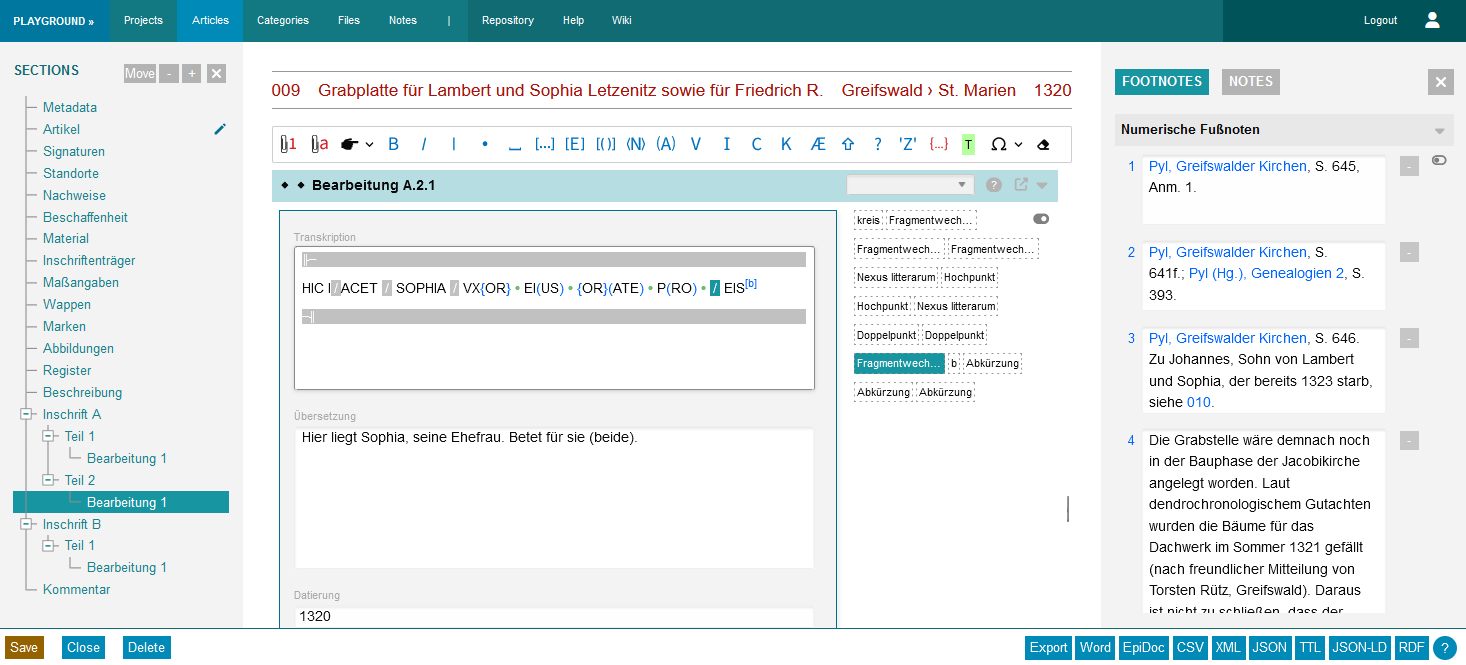 PLAYGROUND » Projects Articles Categories Files Notes | Repository Help Wiki Logout
SECTIONS Move - + ✕
Metadata
Artikel
Signaturen
Standorte
Nachweise
Beschaffenheit
Material
Inschriftenträger
Maßangaben
Wappen
Marken
Abbildungen
Register
Beschreibung
Inschrift A
Teil 1
Bearbeitung 1
Teil 2
Bearbeitung 1
Inschrift B
Teil 1
Bearbeitung 1
Kommentar
009 Grabplatte für Lambert und Sophia Letzenitz sowie für Friedrich R. Greifswald › St. Marien 1320
1 a B I | • [...] [E] [()] ⟨N⟩ (A) V I C K Æ ? 'Z' {...} T Ω
Bearbeitung A.2.1 ?
Transkription
HIC I/ACET / SOPHIA / VX{OR} • EI(US) • {OR}(ATE) • P(RO) • / EIS[b]
Übersetzung
Hier liegt Sophia, seine Ehefrau. Betet für sie (beide).
Datierung
1320
kreis Fragmentwech...
Fragmentwech... Fragmentwech...
Nexus litterarum Hochpunkt
Hochpunkt Nexus litterarum
Doppelpunkt Doppelpunkt
Fragmentwech... b Abkürzung
Abkürzung Abkürzung
FOOTNOTES NOTES ✕
Numerische Fußnoten
1 Pyl, Greifswalder Kirchen, S. 645, -
Anm. 1.
2 Pyl, Greifswalder Kirchen, S. -
641f.; Pyl (Hg.), Genealogien 2, S.
393.
3 Pyl, Greifswalder Kirchen, S. 646. -
Zu Johannes, Sohn von Lambert
und Sophia, der bereits 1323 starb,
siehe 010.
4 Die Grabstelle wäre demnach noch -
in der Bauphase der Jacobikirche
angelegt worden. Laut
dendrochronologischem Gutachten
wurden die Bäume für das
Dachwerk im Sommer 1321 gefällt
(nach freundlicher Mitteilung von
Torsten Rütz, Greifswald). Daraus
ist nicht zu schließen, dass der
Save Close Delete Export Word EpiDoc CSV XML JSON TTL JSON-LD RDF ?